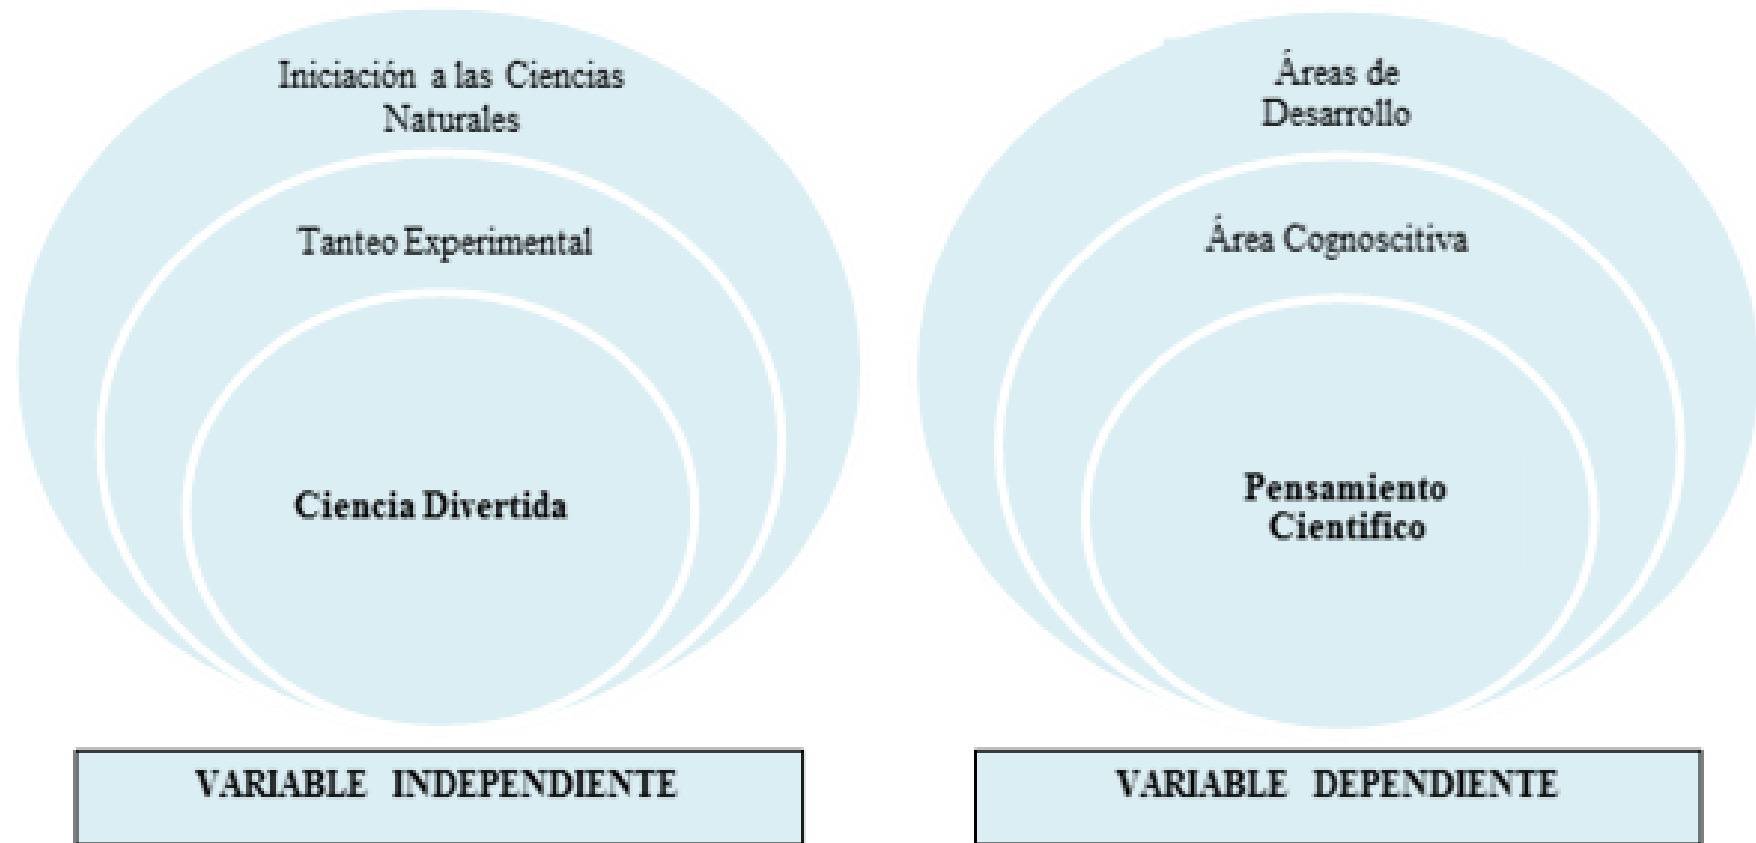 Iniciación a las Ciencias
Naturales
Tanteo Experimental
Ciencia Divertida
VARIABLE INDEPENDIENTE
Áreas de
Desarrollo
Área Cognoscitiva
Pensamiento
Cientifico
VARIABLE DEPENDIENTE